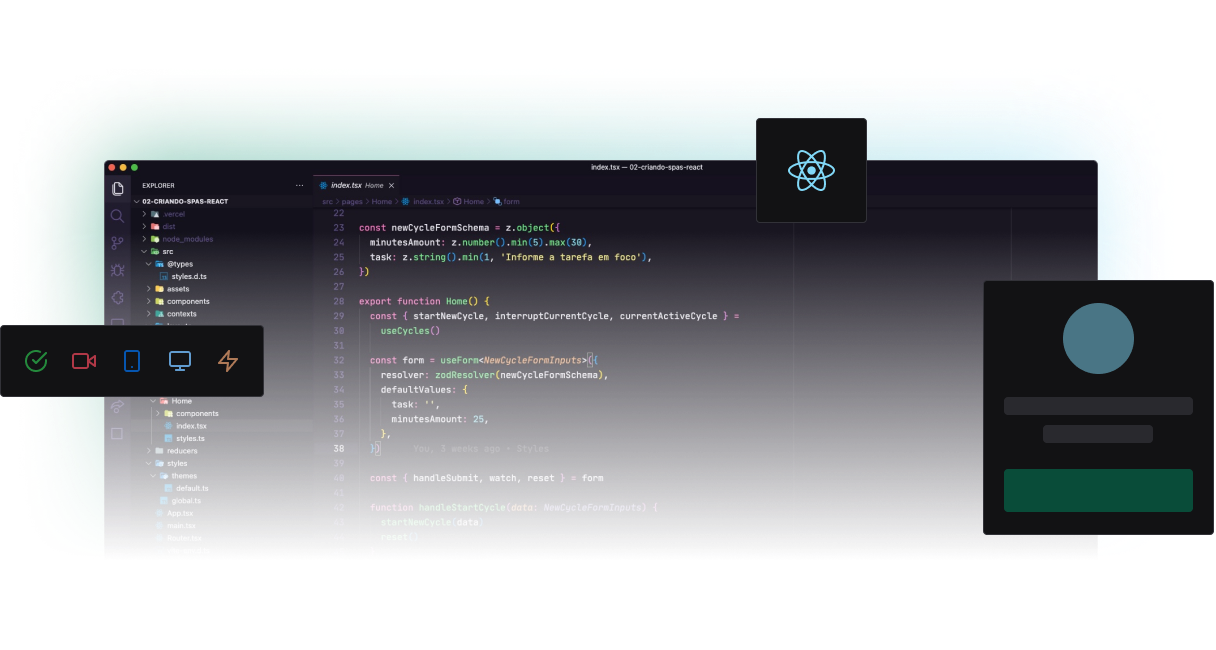 index.tsx — 02-criando-spas-react
EXPLORER
···
02-CRIANDO-SPAS-REACT
.vercel
dist
node_modules
src
@types
styles.d.ts
assets
components
contexts
Home
components
index.tsx
styles.ts
reducers
styles
themes
default.ts
global.ts
App.tsx
main.tsx
Router.tsx
index.tsx Home ×
src > pages > Home > index.tsx > Home > form
22
23 const newCycleFormSchema = z.object({
24 minutesAmount: z.number().min(5).max(30),
25 task: z.string().min(1, 'Informe a tarefa em foco'),
26 })
27
28 export function Home() {
29 const { startNewCycle, interruptCurrentCycle, currentActiveCycle } =
30 useCycles()
31
32 const form = useForm<NewCycleFormInputs>({
33 resolver: zodResolver(newCycleFormSchema),
34 defaultValues: {
35 task: '',
36 minutesAmount: 25,
37 },
38 }) You, 3 weeks ago • Styles
39
40 const { handleSubmit, watch, reset } = form
41
42 function handleStartCycle(data: NewCycleFormInputs) {
43 startNewCycle(data)
reset()